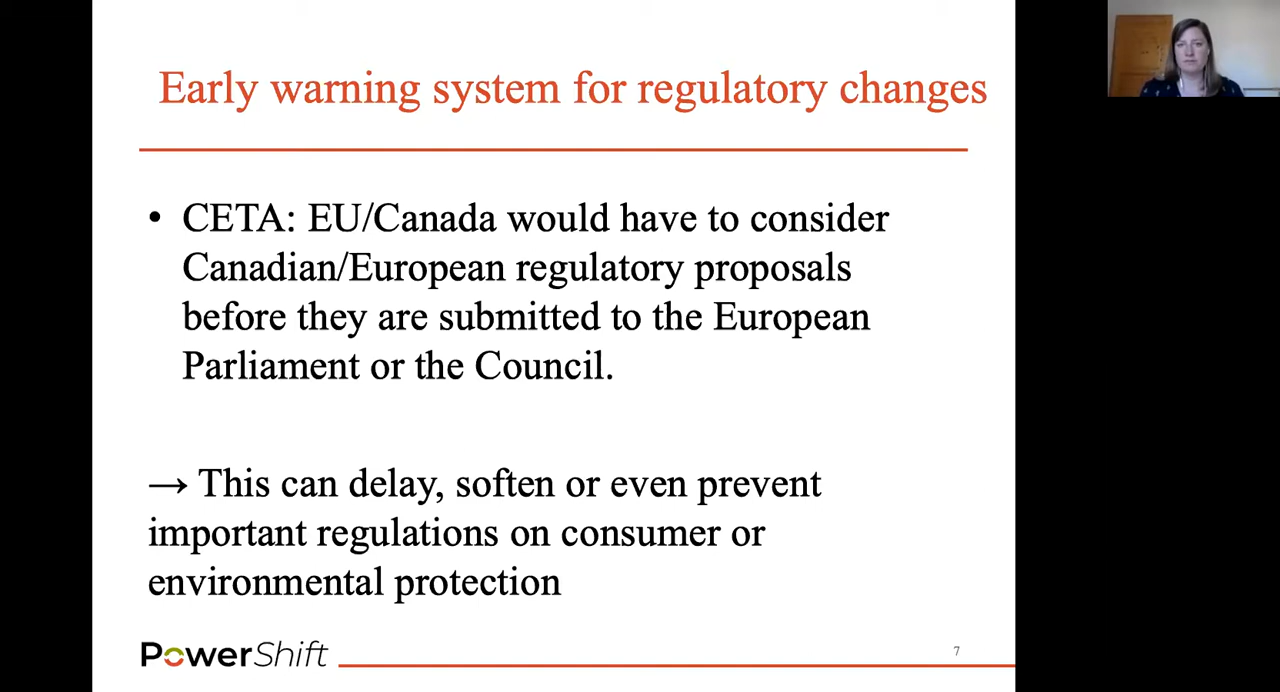 Early warning system for regulatory changes
• CETA: EU/Canada would have to consider
Canadian/European regulatory proposals
before they are submitted to the European
Parliament or the Council.
→ This can delay, soften or even prevent
important regulations on consumer or
environmental protection
PowerShift
7